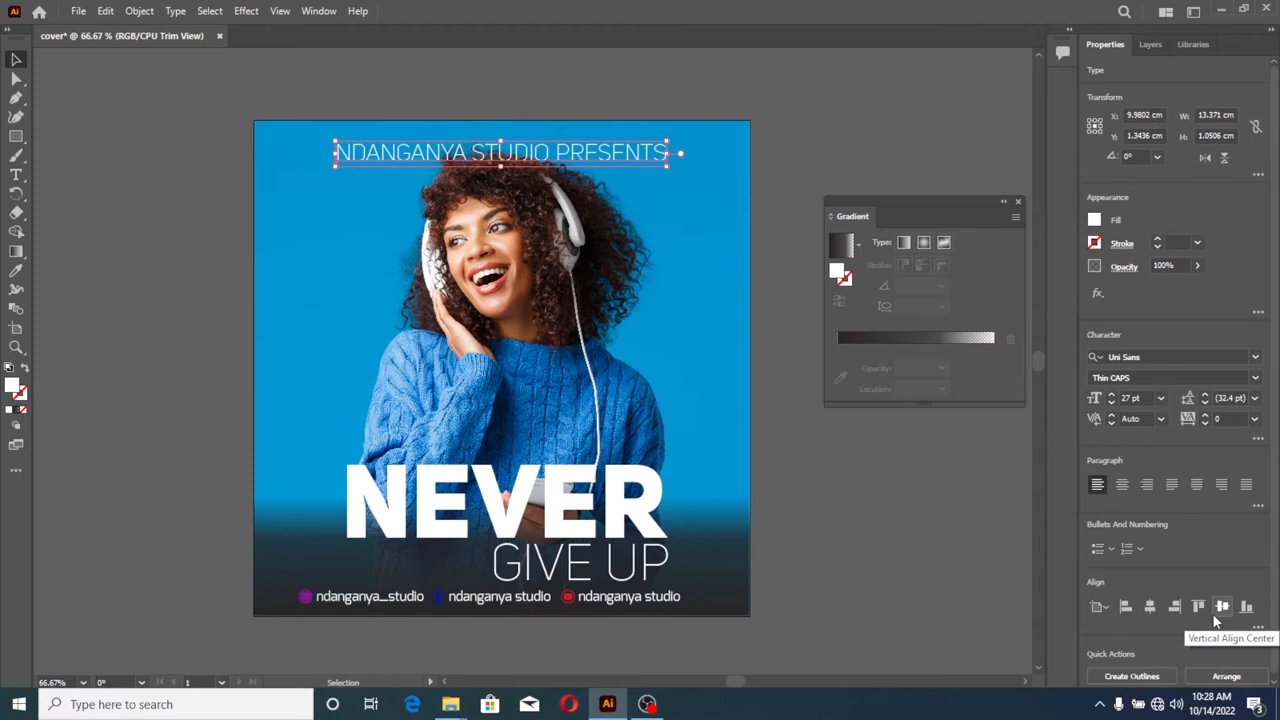 File Edit Object Type Select Effect View Window Help
cover* @ 66.67 % (RGB/CPU Trim View)
Properties Layers Libraries
Type
Transform
X: 9.9802 cm W: 13.371 cm
Y: 1.3436 cm H: 1.0506 cm
0°
Appearance
Fill
Stroke
Opacity 100%
Character
Uni Sans
Thin CAPS
27 pt (32.4 pt)
Auto 0
Paragraph
Bullets And Numbering
Align
Vertical Align Center
Quick Actions
Create Outlines Arrange
Gradient
Type:
Stroke:
Opacity:
Location:
NDANGANYA STUDIO PRESENTS
NEVER
GIVE UP
ndanganya_studio ndanganya studio ndanganya studio
66.67% 0° 1 Selection
Type here to search
10:28 AM
10/14/2022